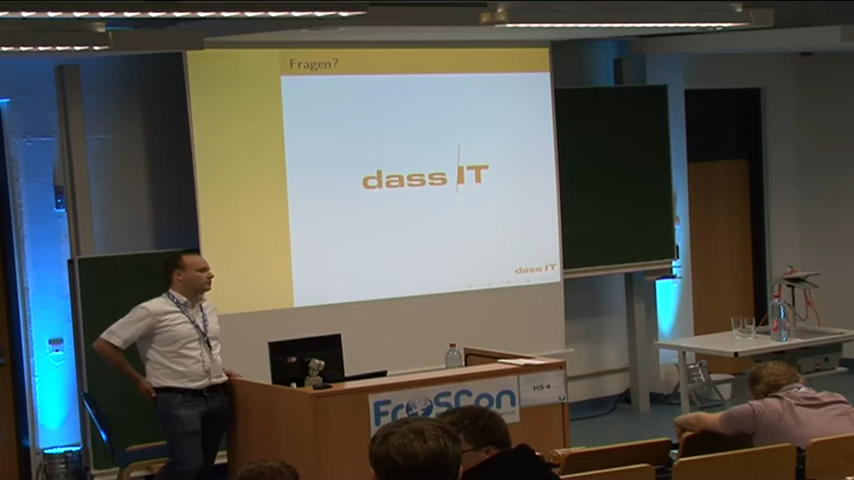 Fragen?
dass IT
dass IT
HS 4
FrOSCon